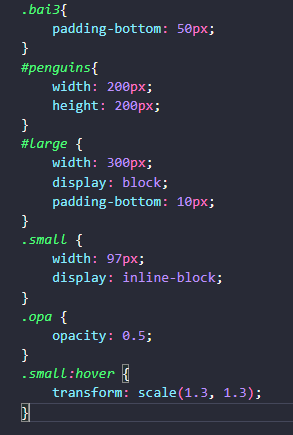 .bai3{
    padding-bottom: 50px;
}
#penguins{
    width: 200px;
    height: 200px;
}
#large {
    width: 300px;
    display: block;
    padding-bottom: 10px;
}
.small {
    width: 97px;
    display: inline-block;
}
.opa {
    opacity: 0.5;
}
.small:hover {
    transform: scale(1.3, 1.3);
}